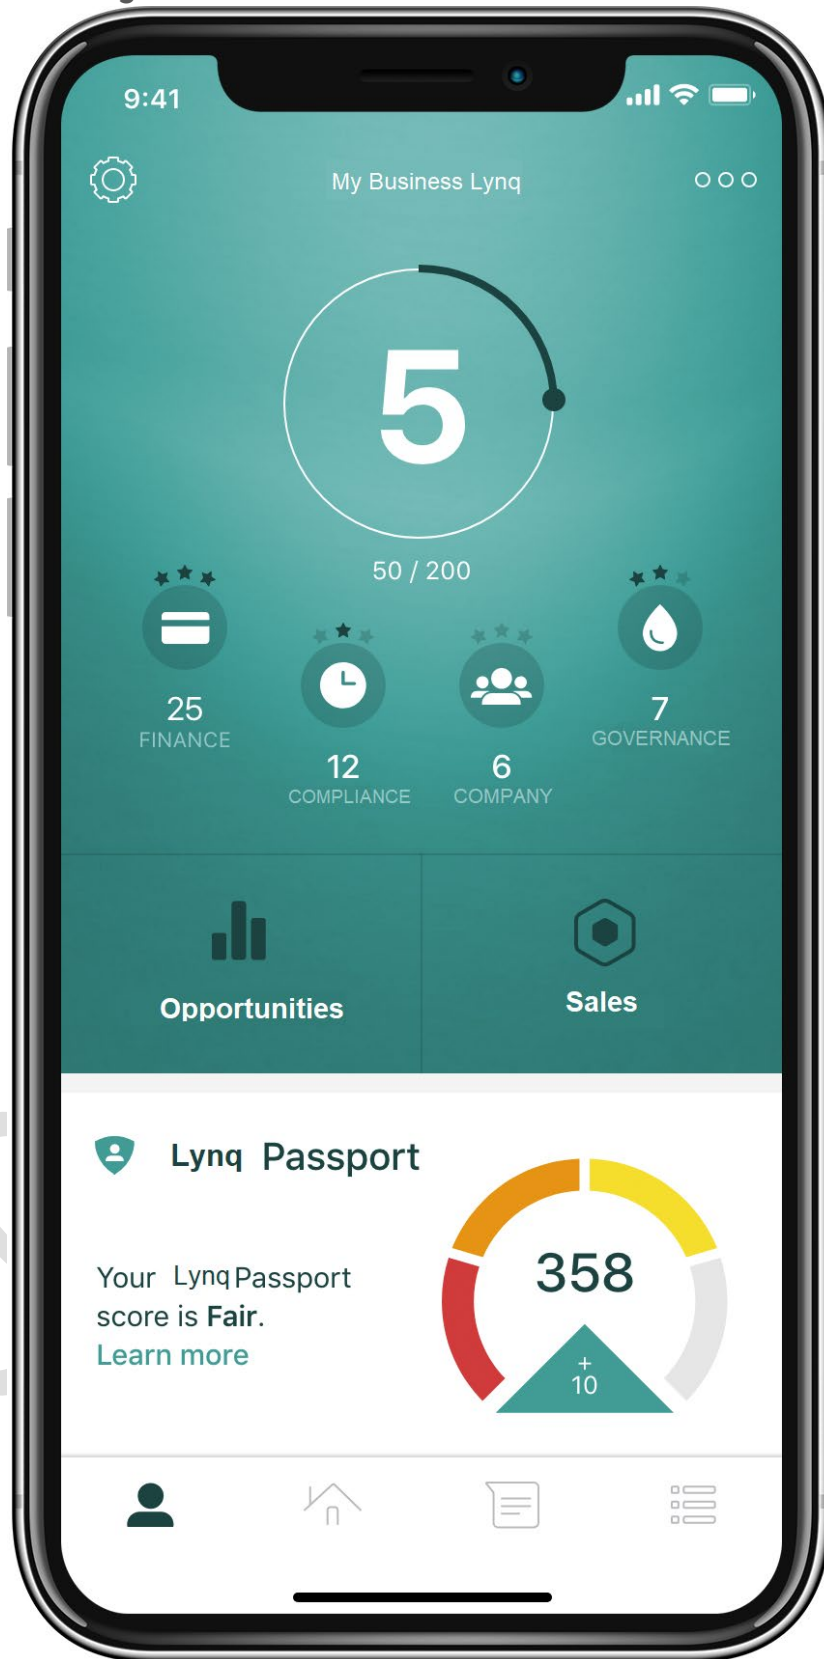 9:41
My Business Lynq
5
50 / 200
25
FINANCE
12
COMPLIANCE
6
COMPANY
7
GOVERNANCE
Opportunities
Sales
Lynq Passport
Your Lynq Passport
score is Fair.
Learn more
358
+
10